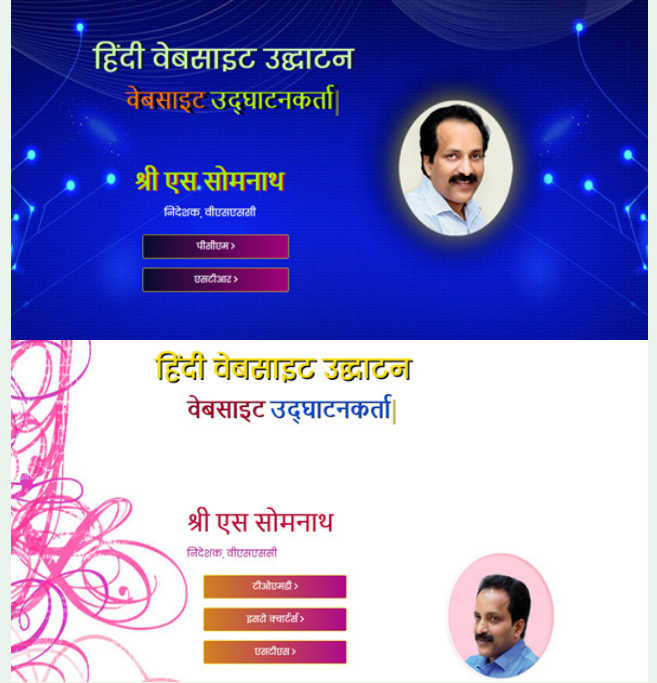 हिंदी वेबसाइट उद्घाटन
वेबसाइट उद्घाटनकर्ता|
श्री एस.सोमनाथ
निदेशक, वीएसएससी
पीसीएम >
एसटीआर >
हिंदी वेबसाइट उद्घाटन
वेबसाइट उद्घाटनकर्ता|
श्री एस सोमनाथ
निदेशक, वीएसएससी
टीओएमडी >
इसरो क्वार्टर्स >
एसटीएस >